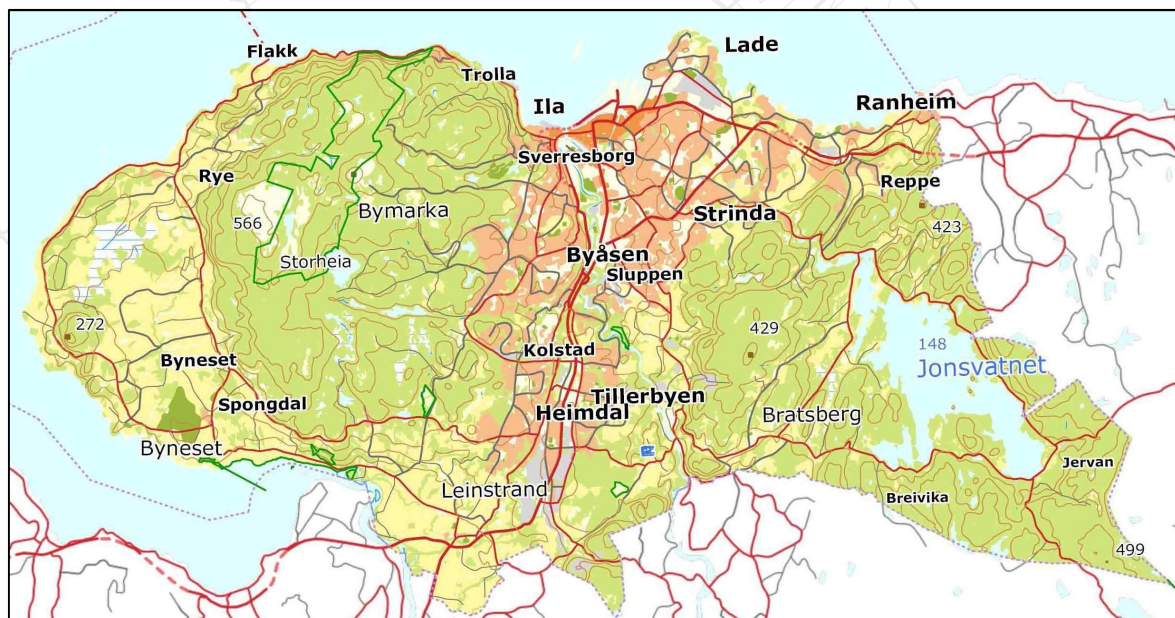 Lade
Flakk
Trolla
Ila
Ranheim
Sverresborg
Rye
Reppe
Bymarka
Strinda
566
423
Byåsen
Storheia
Sluppen
272
429
148
Kolstad
Jonsvatnet
Byneset
Tillerbyen
Spongdal
Heimdal
Bratsberg
Byneset
Jervan
Leinstrand
Breivika
499